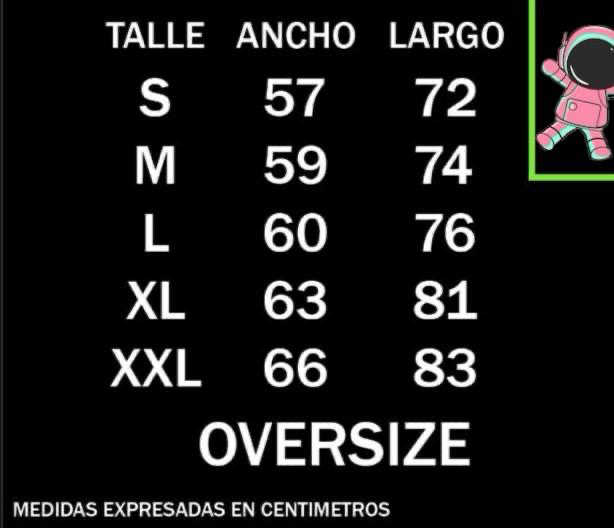 TALLE ANCHO LARGO
S 57 72
M 59 74
L 60 76
XL 63 81
XXL 66 83
OVERSIZE
MEDIDAS EXPRESADAS EN CENTIMETROS